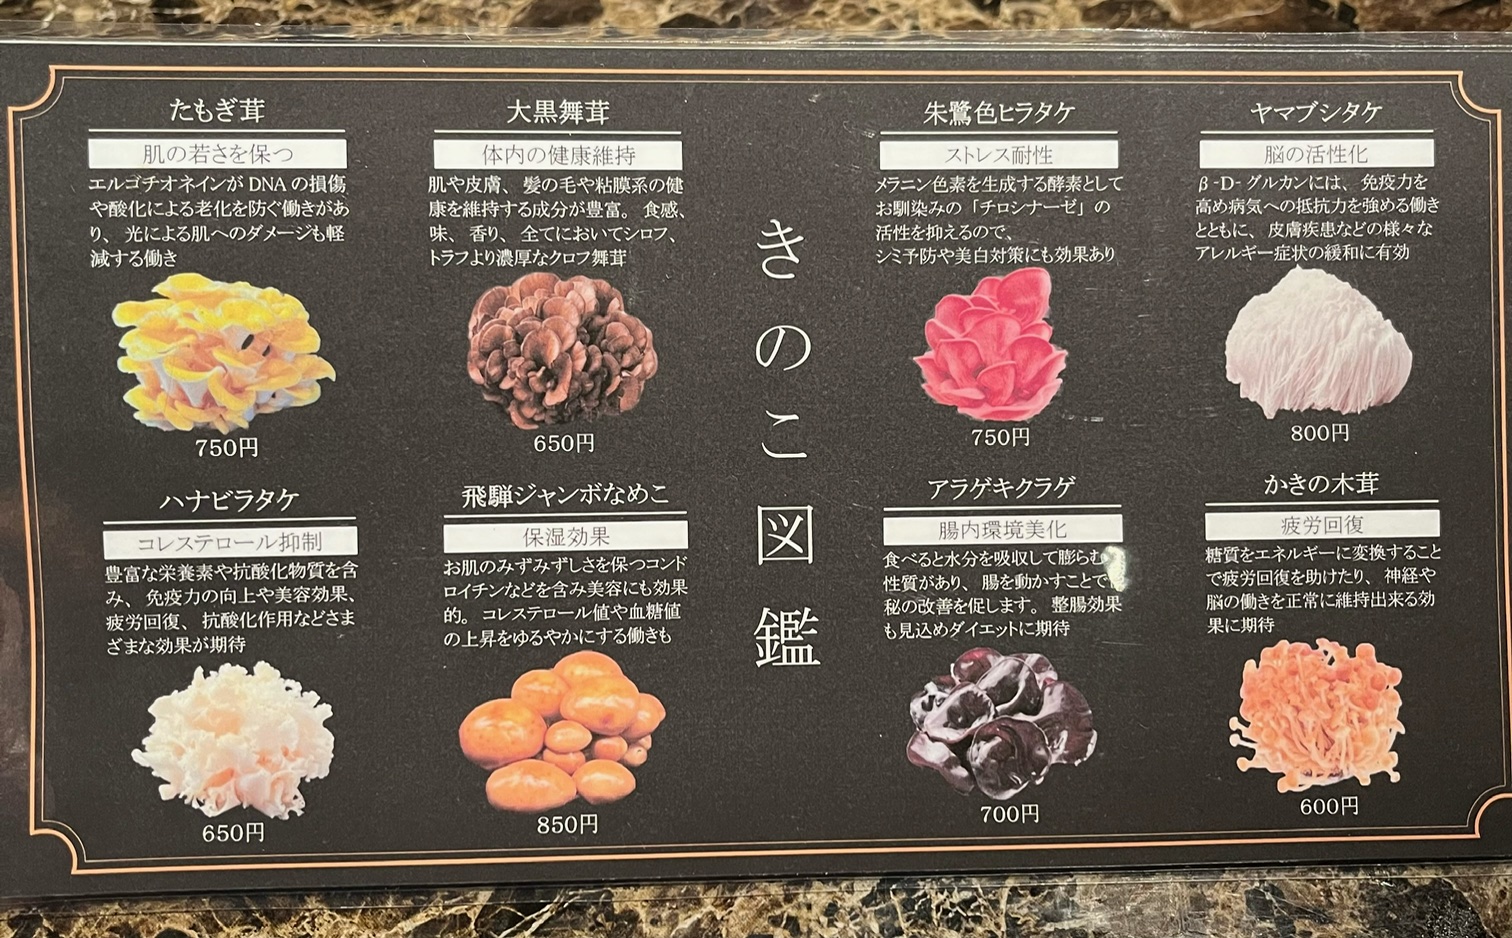 きのこ図鑑
たもぎ茸
肌の若さを保つ
エルゴチオネインがDNAの損傷
や酸化による老化を防ぐ働きがあ
り、光による肌へのダメージも軽
減する働き
750円
大黒舞茸
体内の健康維持
肌や皮膚、髪の毛や粘膜系の健
康を維持する成分が豊富。食感、
味、香り、全てにおいてシロフ、
トラフより濃厚なクロフ舞茸
650円
朱鷺色ヒラタケ
ストレス耐性
メラニン色素を生成する酵素として
お馴染みの「チロシナーゼ」の
活性を抑えるので、
シミ予防や美白対策にも効果あり
750円
ヤマブシタケ
脳の活性化
β-D-グルカンには、免疫力を
高め病気への抵抗力を強める働き
とともに、皮膚疾患などの様々な
アレルギー症状の緩和に有効
800円
ハナビラタケ
コレステロール抑制
豊富な栄養素や抗酸化物質を含
み、免疫力の向上や美容効果、
疲労回復、抗酸化作用などさま
ざまな効果が期待
650円
飛騨ジャンボなめこ
保湿効果
お肌のみずみずしさを保つコンド
ロイチンなどを含み美容にも効果
的。コレステロール値や血糖値
の上昇をゆるやかにする働きも
850円
アラゲキクラゲ
腸内環境美化
食べると水分を吸収して膨らむ
性質があり、腸を動かすことで
秘の改善を促します。整腸効果
も見込めダイエットに期待
700円
かきの木茸
疲労回復
糖質をエネルギーに変換すること
で疲労回復を助けたり、神経や
脳の働きを正常に維持出来る効
果に期待
600円